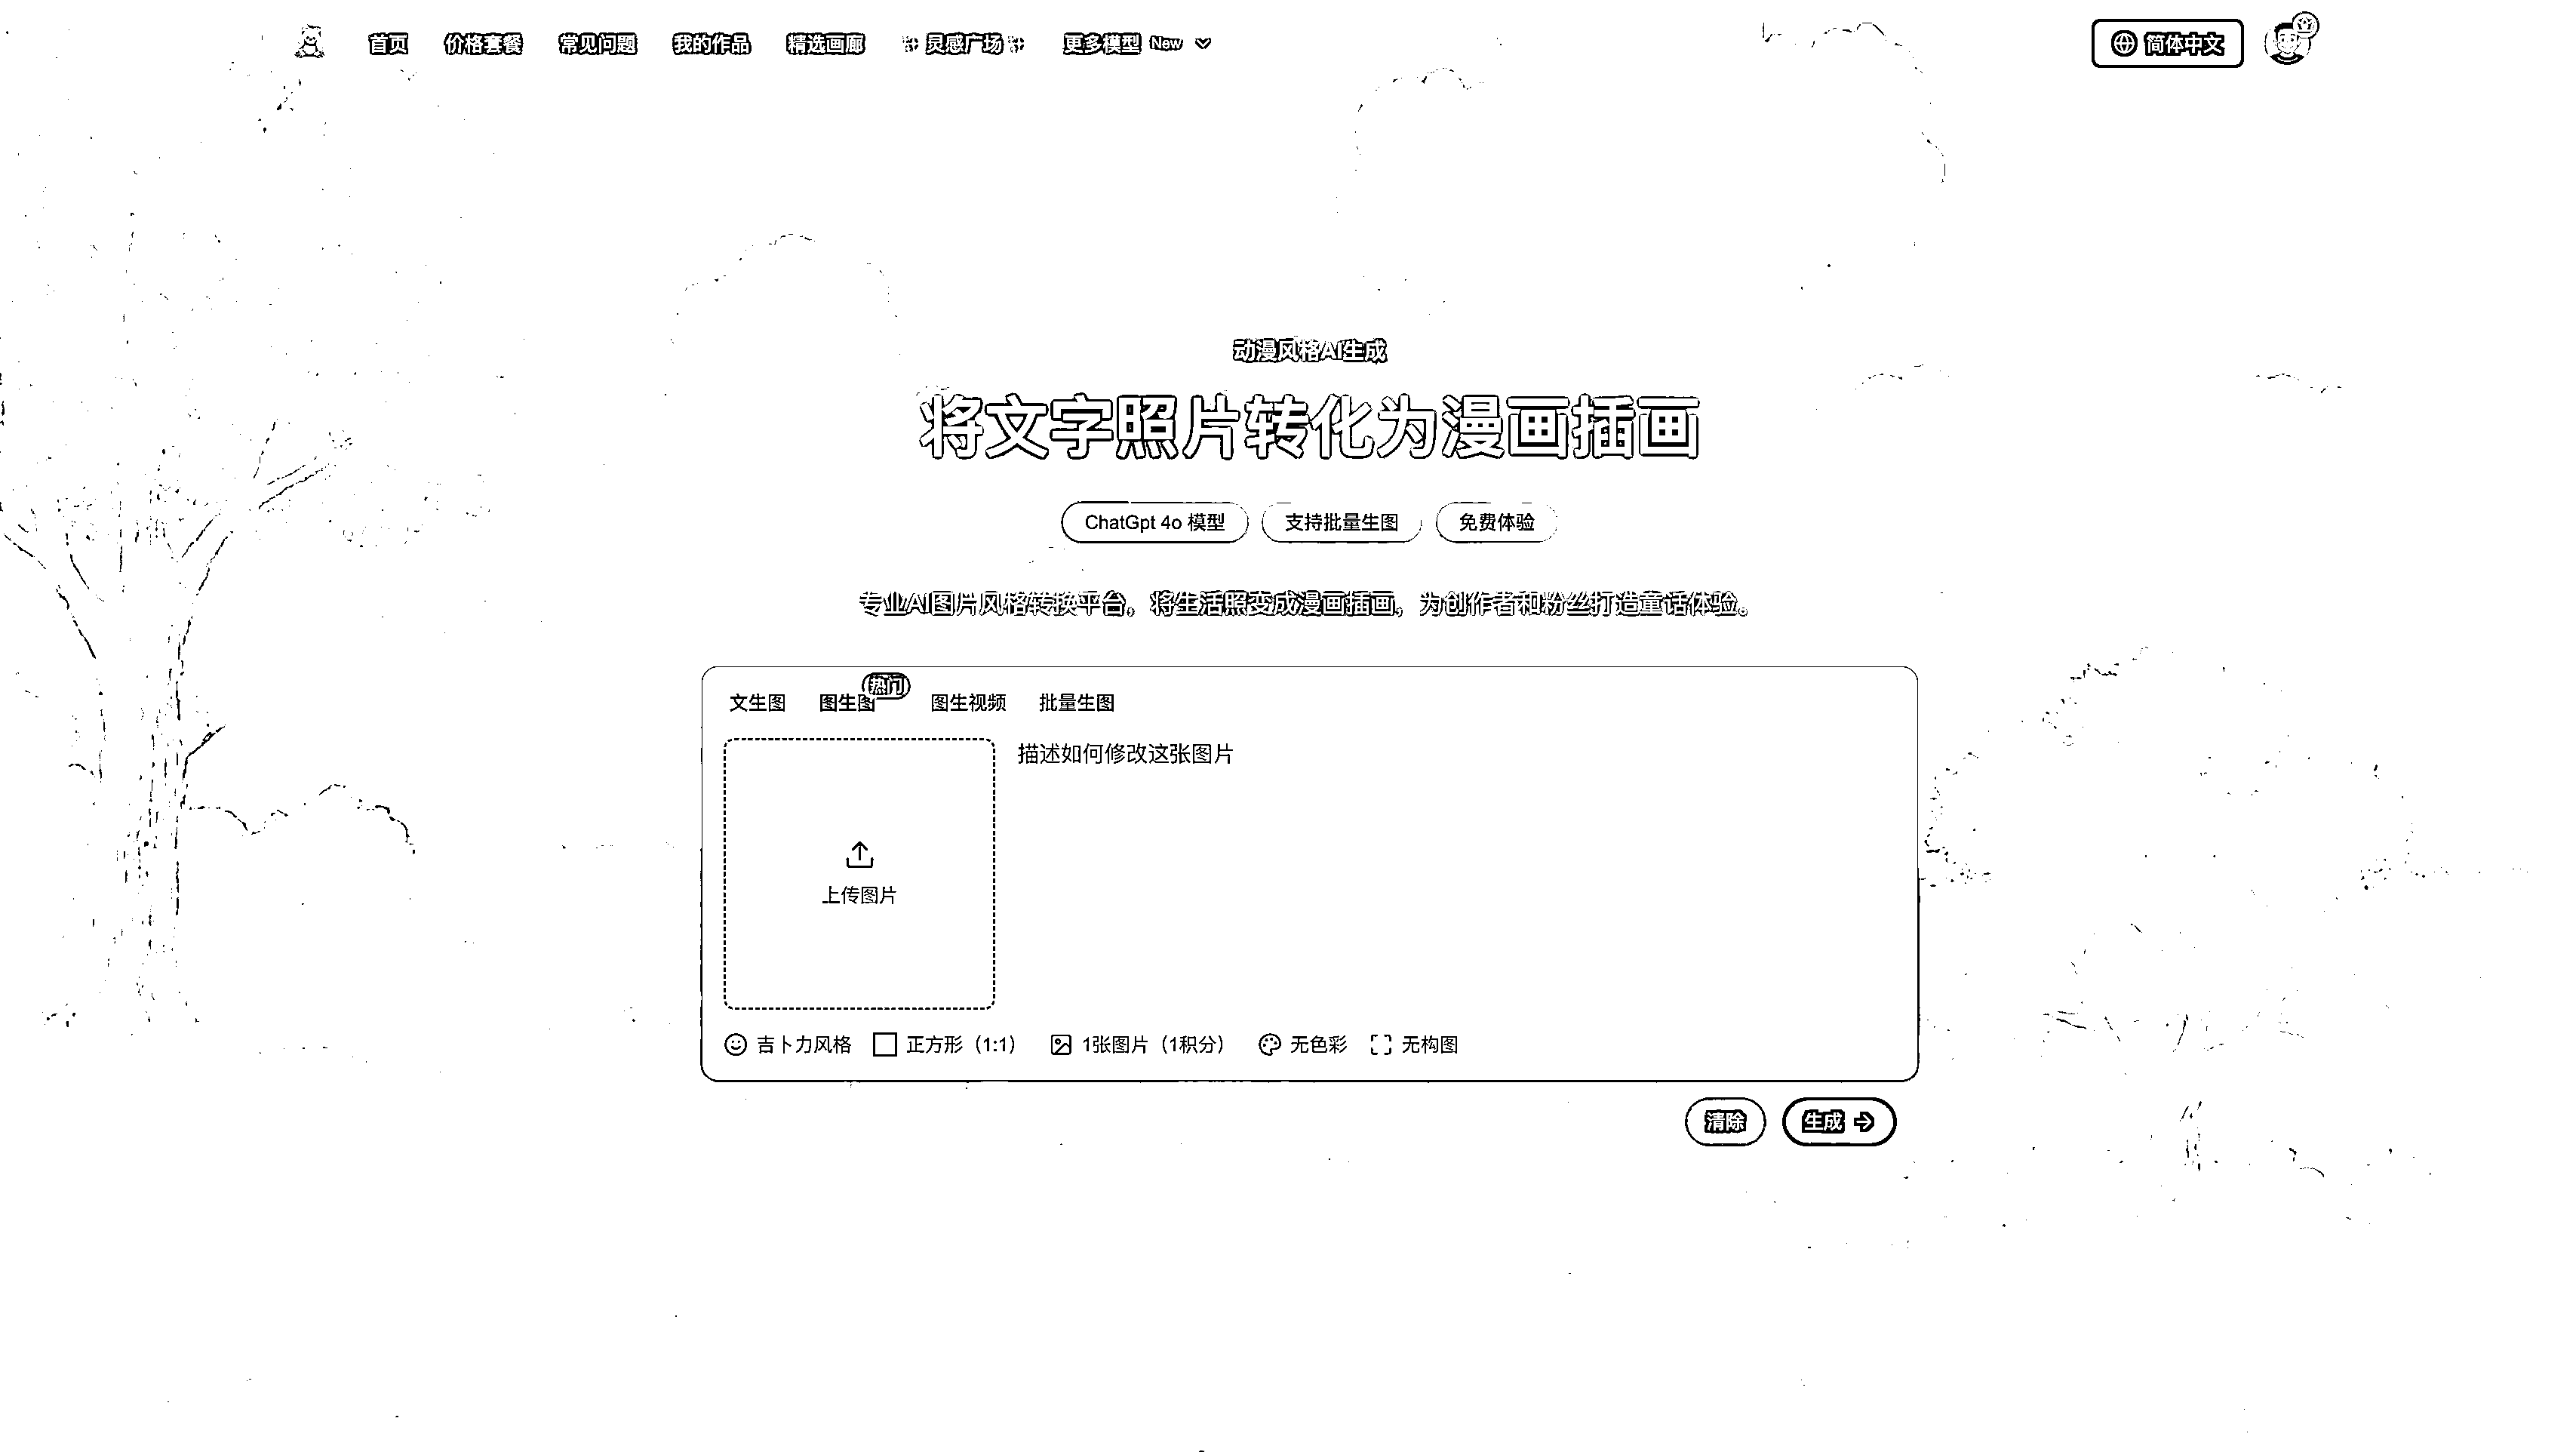 首页 价格套餐 常见问题 我的作品 精选画廊 灵感广场 更多模型 New 简体中文
动漫风格AI生成
将文字照片转化为漫画插画
ChatGpt 4o 模型 支持批量生图 免费体验
专业AI图片风格转换平台，将生活照变成漫画插画，为创作者和粉丝打造童话体验。
热门
文生图 图生图 图生视频 批量生图
描述如何修改这张图片
上传图片
吉卜力风格 正方形（1:1） 1张图片（1积分） 无色彩 无构图
清除 生成